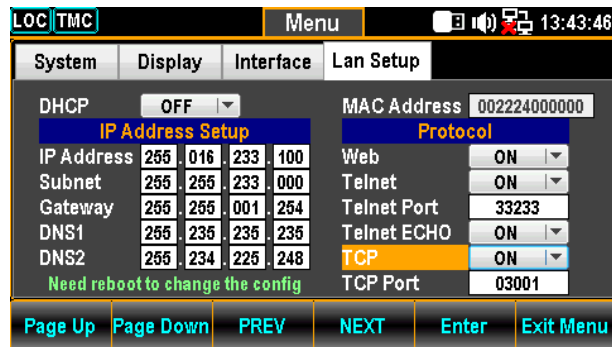 LOC TMC Menu 13:43:46
System Display Interface Lan Setup
DHCP OFF MAC Address 002224000000
IP Address Setup Protocol
IP Address 255 . 016 . 233 . 100 Web ON
Subnet 255 . 255 . 233 . 000 Telnet ON
Gateway 255 . 255 . 001 . 254 Telnet Port 33233
DNS1 255 . 235 . 235 . 235 Telnet ECHO ON
DNS2 255 . 234 . 225 . 248 TCP ON
Need reboot to change the config TCP Port 03001
Page Up Page Down PREV NEXT Enter Exit Menu